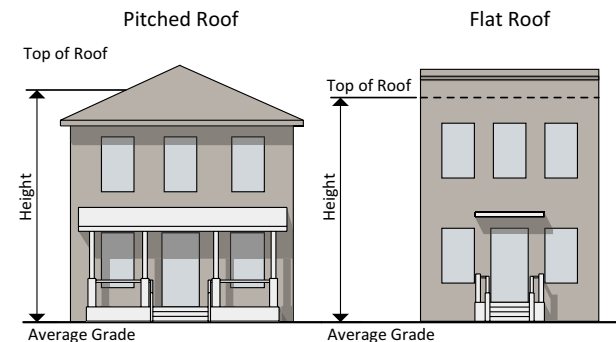 Pitched Roof
Flat Roof
Top of Roof
Top of Roof
Height
Height
Average Grade
Average Grade